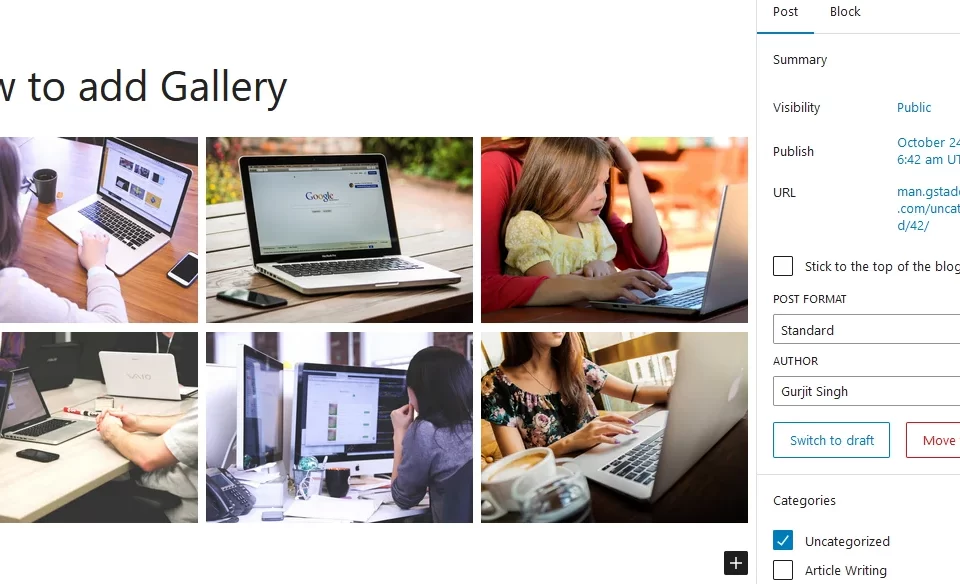 Post Block
Summary
w to add Gallery
Visibility Public
Publish October 24
6:42 am UT
URL man.gstad
.com/uncat
d/42/
Google
VAIO
Stick to the top of the blog
POST FORMAT
Standard
AUTHOR
Gurjit Singh
Switch to draft Move
Categories
Uncategorized
Article Writing